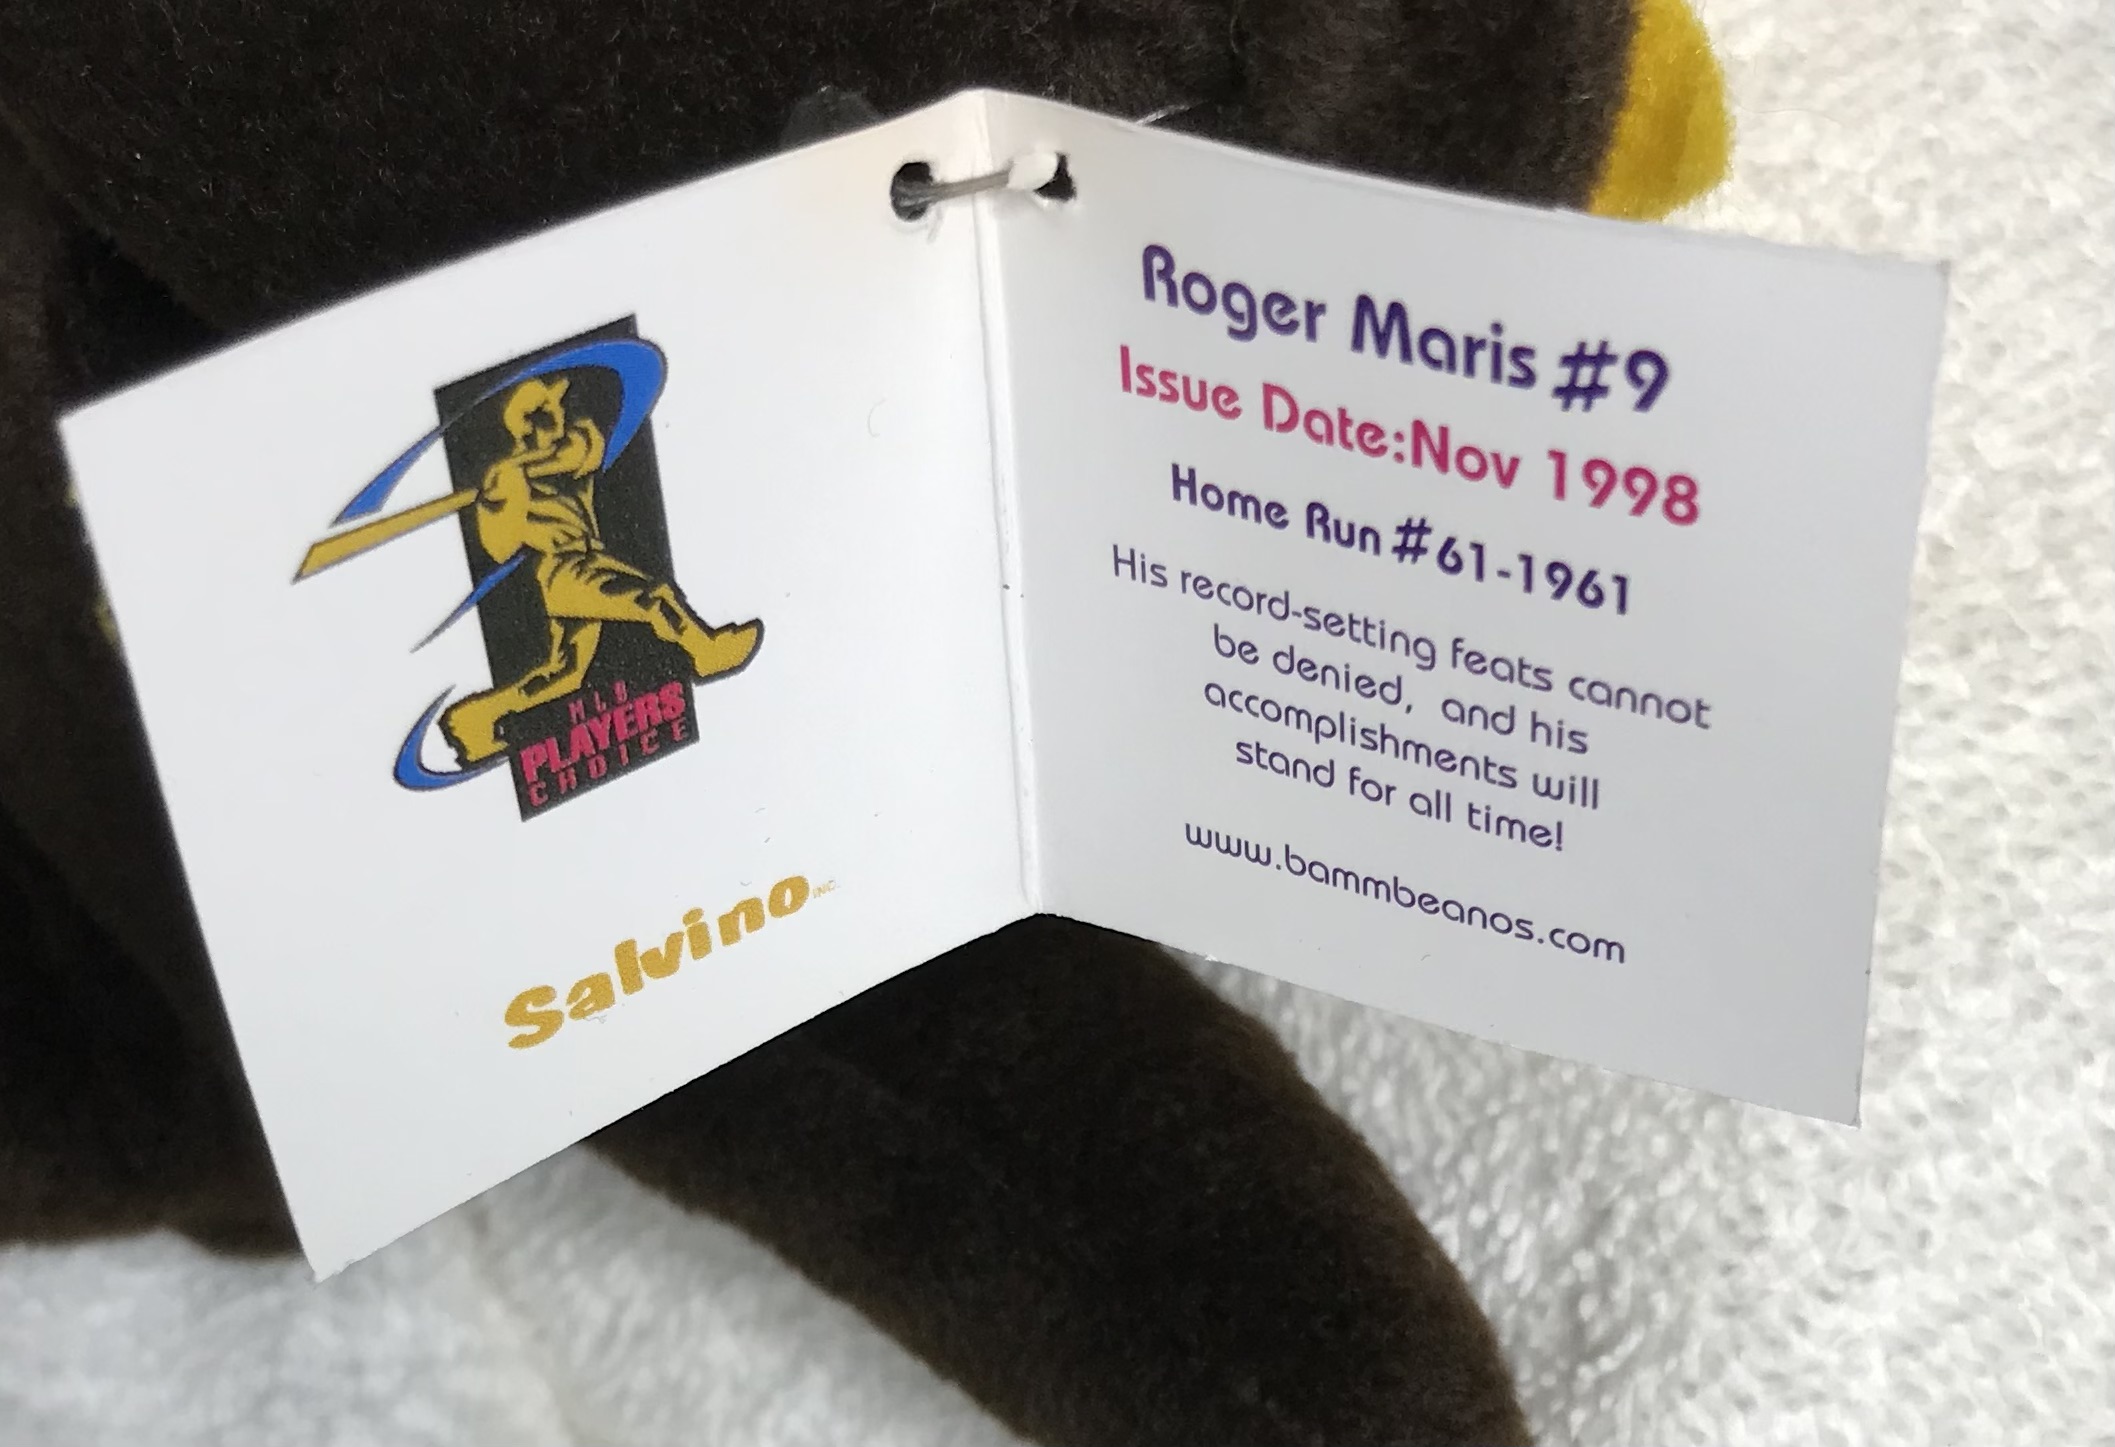 MLB
PLAYERS
CHOICE
Salvino INC.
Roger Maris #9
Issue Date:Nov 1998
Home Run #61-1961
His record-setting feats cannot
be denied, and his
accomplishments will
stand for all time!
www.bammbeanos.com